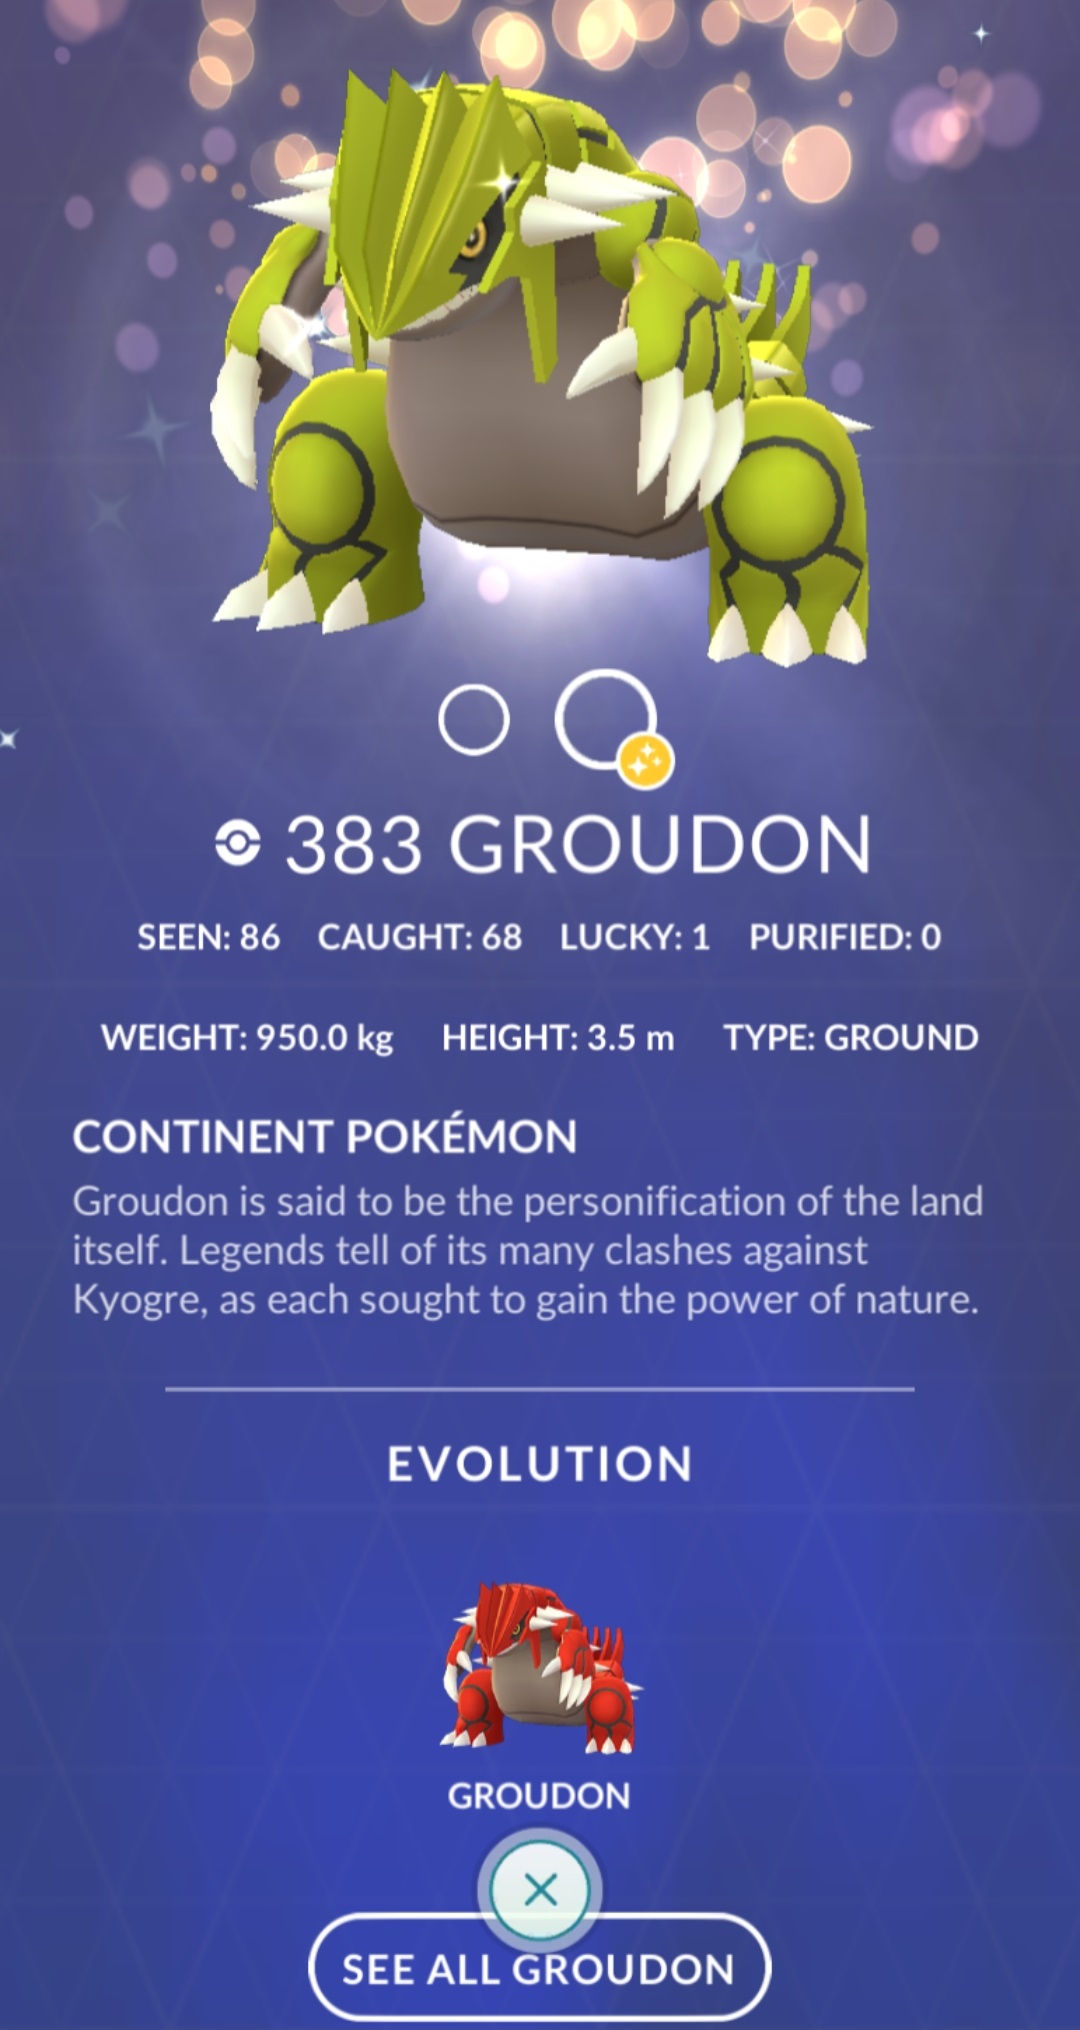 383 GROUDON
SEEN: 86 CAUGHT: 68 LUCKY: 1 PURIFIED: 0
WEIGHT: 950.0 kg HEIGHT: 3.5 m TYPE: GROUND
CONTINENT POKÉMON
Groudon is said to be the personification of the land
itself. Legends tell of its many clashes against
Kyogre, as each sought to gain the power of nature.
EVOLUTION
GROUDON
SEE ALL GROUDON